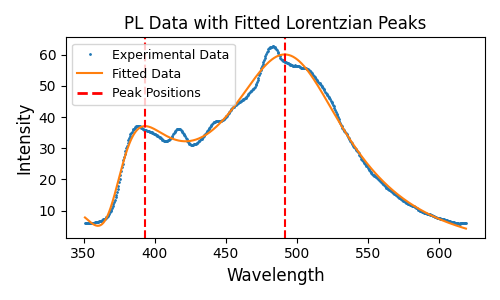 PL Data with Fitted Lorentzian Peaks
Experimental Data
Fitted Data
Peak Positions
Intensity
60
50
40
30
20
10
350 400 450 500 550 600
Wavelength